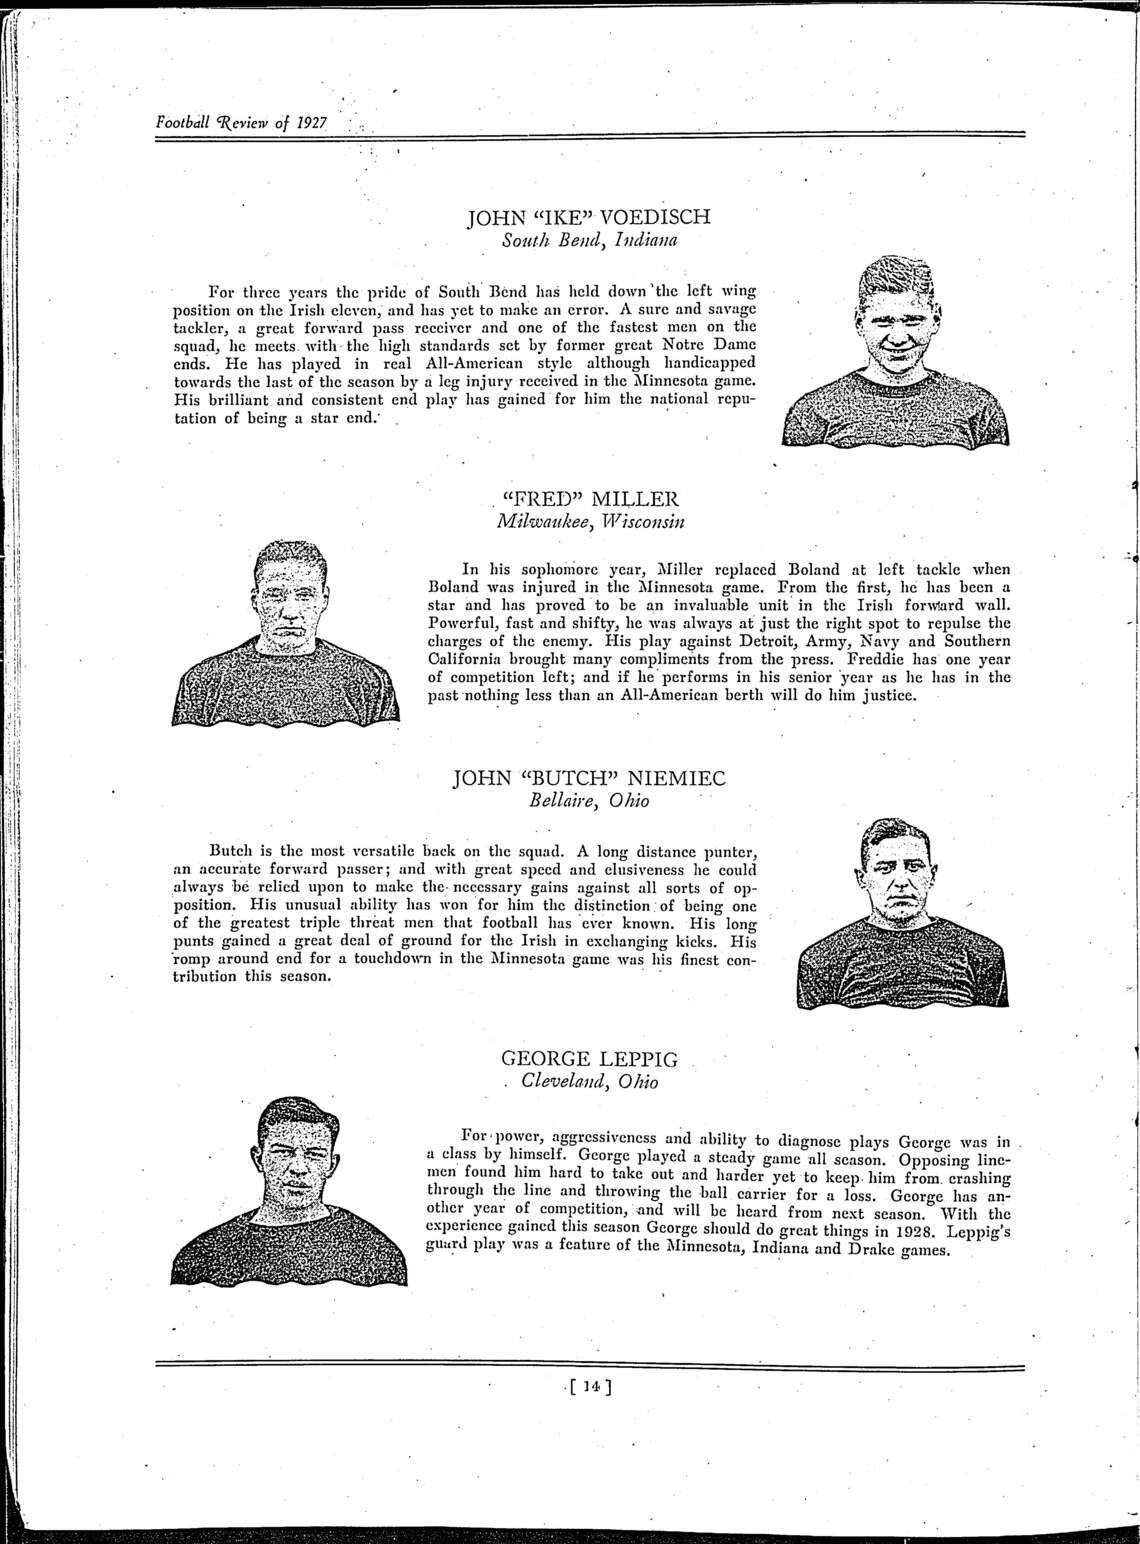 Football Review of 1927
JOHN “IKE” VOEDISCH
South Bend, Indiana
For three years the pride of South Bend has held down the left wing
position on the Irish eleven, and has yet to make an error. A sure and savage
tackler, a great forward pass receiver and one of the fastest men on the
squad, he meets with the high standards set by former great Notre Dame
ends. He has played in real All-American style although handicapped
towards the last of the season by a leg injury received in the Minnesota game.
His brilliant and consistent end play has gained for him the national repu-
tation of being a star end.
“FRED” MILLER
Milwaukee, Wisconsin
In his sophomore year, Miller replaced Boland at left tackle when
Boland was injured in the Minnesota game. From the first, he has been a
star and has proved to be an invaluable unit in the Irish forward wall.
Powerful, fast and shifty, he was always at just the right spot to repulse the
charges of the enemy. His play against Detroit, Army, Navy and Southern
California brought many compliments from the press. Freddie has one year
of competition left; and if he performs in his senior year as he has in the
past nothing less than an All-American berth will do him justice.
JOHN “BUTCH” NIEMIEC
Bellaire, Ohio
Butch is the most versatile back on the squad. A long distance punter,
an accurate forward passer; and with great speed and elusiveness he could
always be relied upon to make the necessary gains against all sorts of op-
position. His unusual ability has won for him the distinction of being one
of the greatest triple threat men that football has ever known. His long
punts gained a great deal of ground for the Irish in exchanging kicks. His
romp around end for a touchdown in the Minnesota game was his finest con-
tribution this season.
GEORGE LEPPIG
Cleveland, Ohio
For power, aggressiveness and ability to diagnose plays George was in
a class by himself. George played a steady game all season. Opposing line-
men found him hard to take out and harder yet to keep him from crashing
through the line and throwing the ball carrier for a loss. George has an-
other year of competition, and will be heard from next season. With the
experience gained this season George should do great things in 1928. Leppig's
guard play was a feature of the Minnesota, Indiana and Drake games.
[ 14 ]